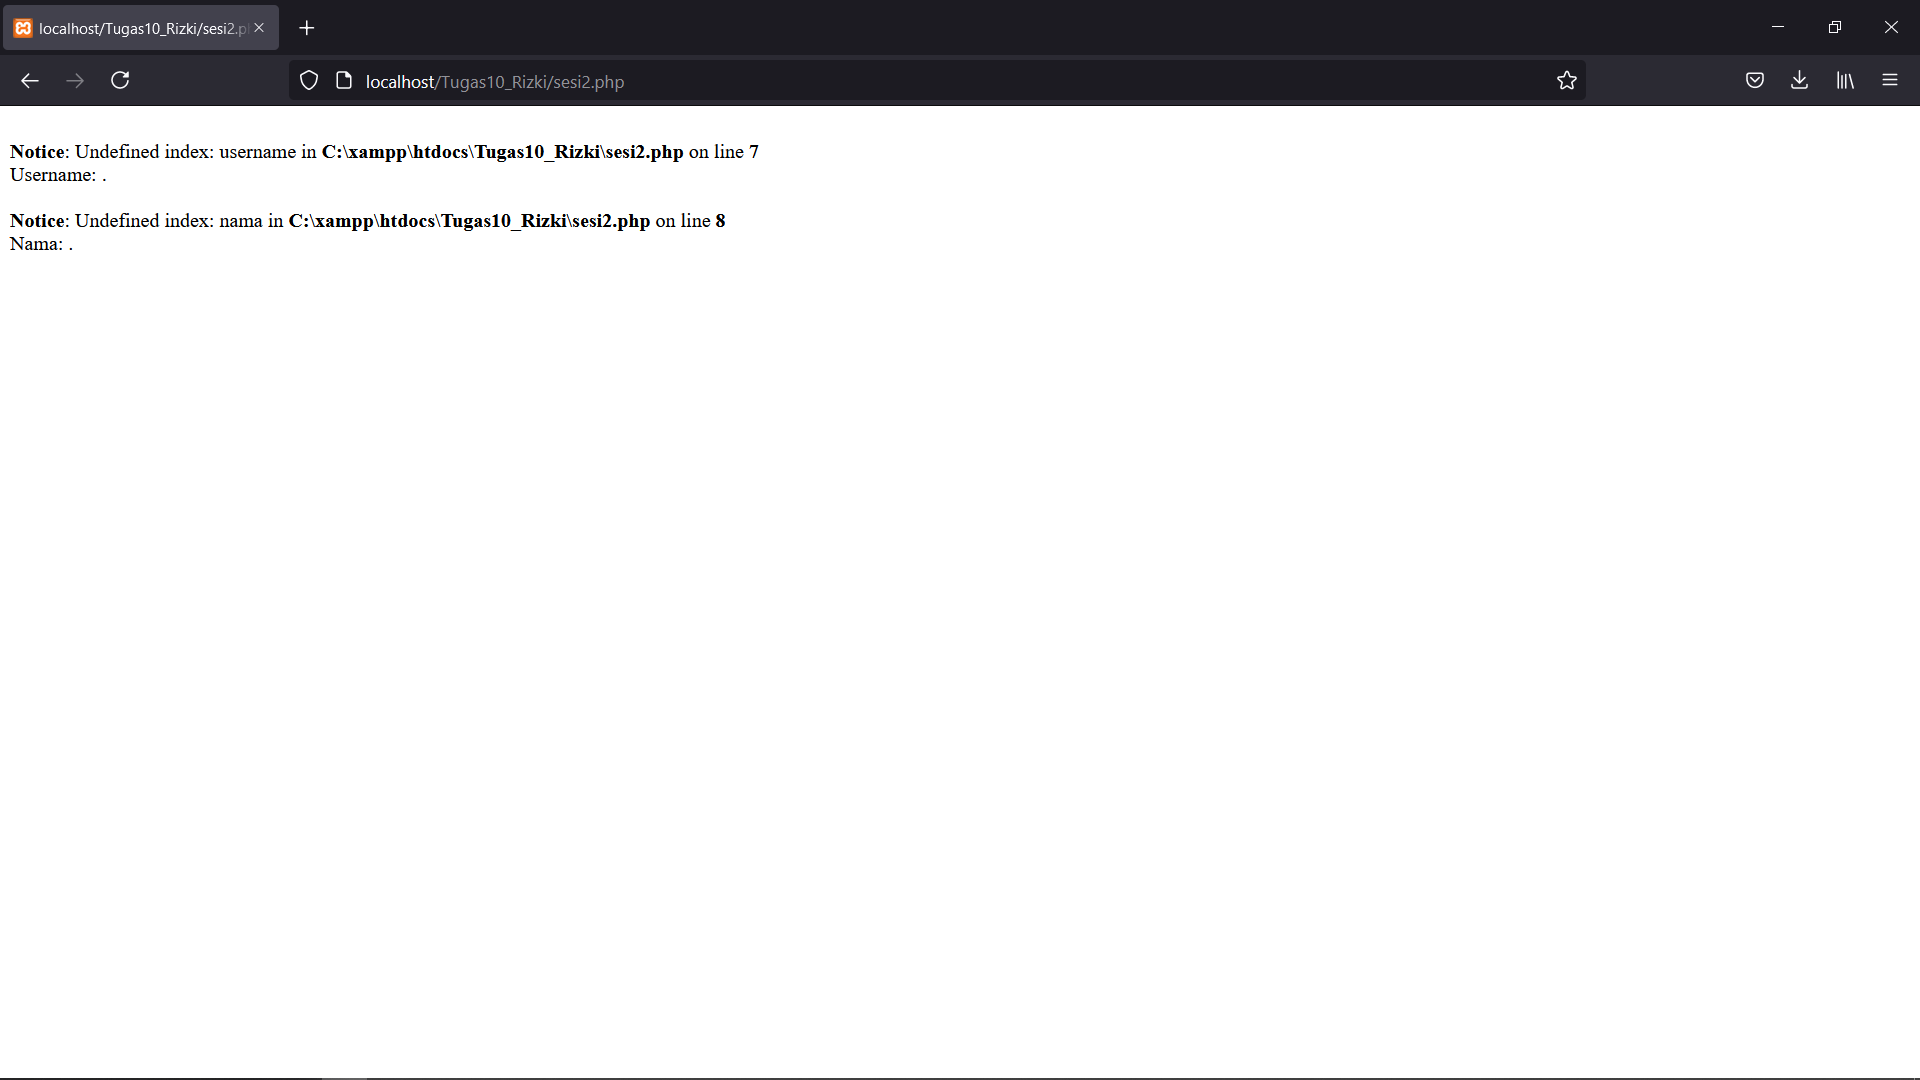 localhost/Tugas10_Rizki/sesi2.p
localhost/Tugas10_Rizki/sesi2.php
Notice: Undefined index: username in C:\xampp\htdocs\Tugas10_Rizki\sesi2.php on line 7
Username: .
Notice: Undefined index: nama in C:\xampp\htdocs\Tugas10_Rizki\sesi2.php on line 8
Nama: .